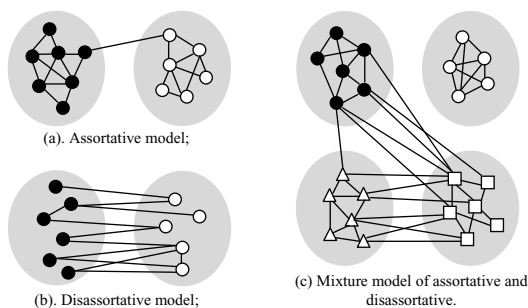 (a). Assortative model;
(b). Disassortative model;
(c) Mixture model of assortative and
disassortative.